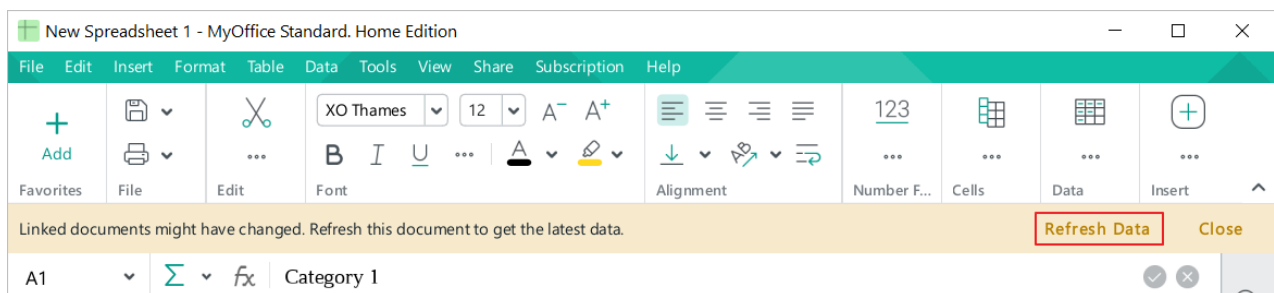 New Spreadsheet 1 - MyOffice Standard. Home Edition
File Edit Insert Format Table Data Tools View Share Subscription Help
XO Thames 12 A- A+ 123
Add B I U A
Favorites File Edit Font Alignment Number F... Cells Data Insert
Linked documents might have changed. Refresh this document to get the latest data. Refresh Data Close
A1 Σ fx Category 1